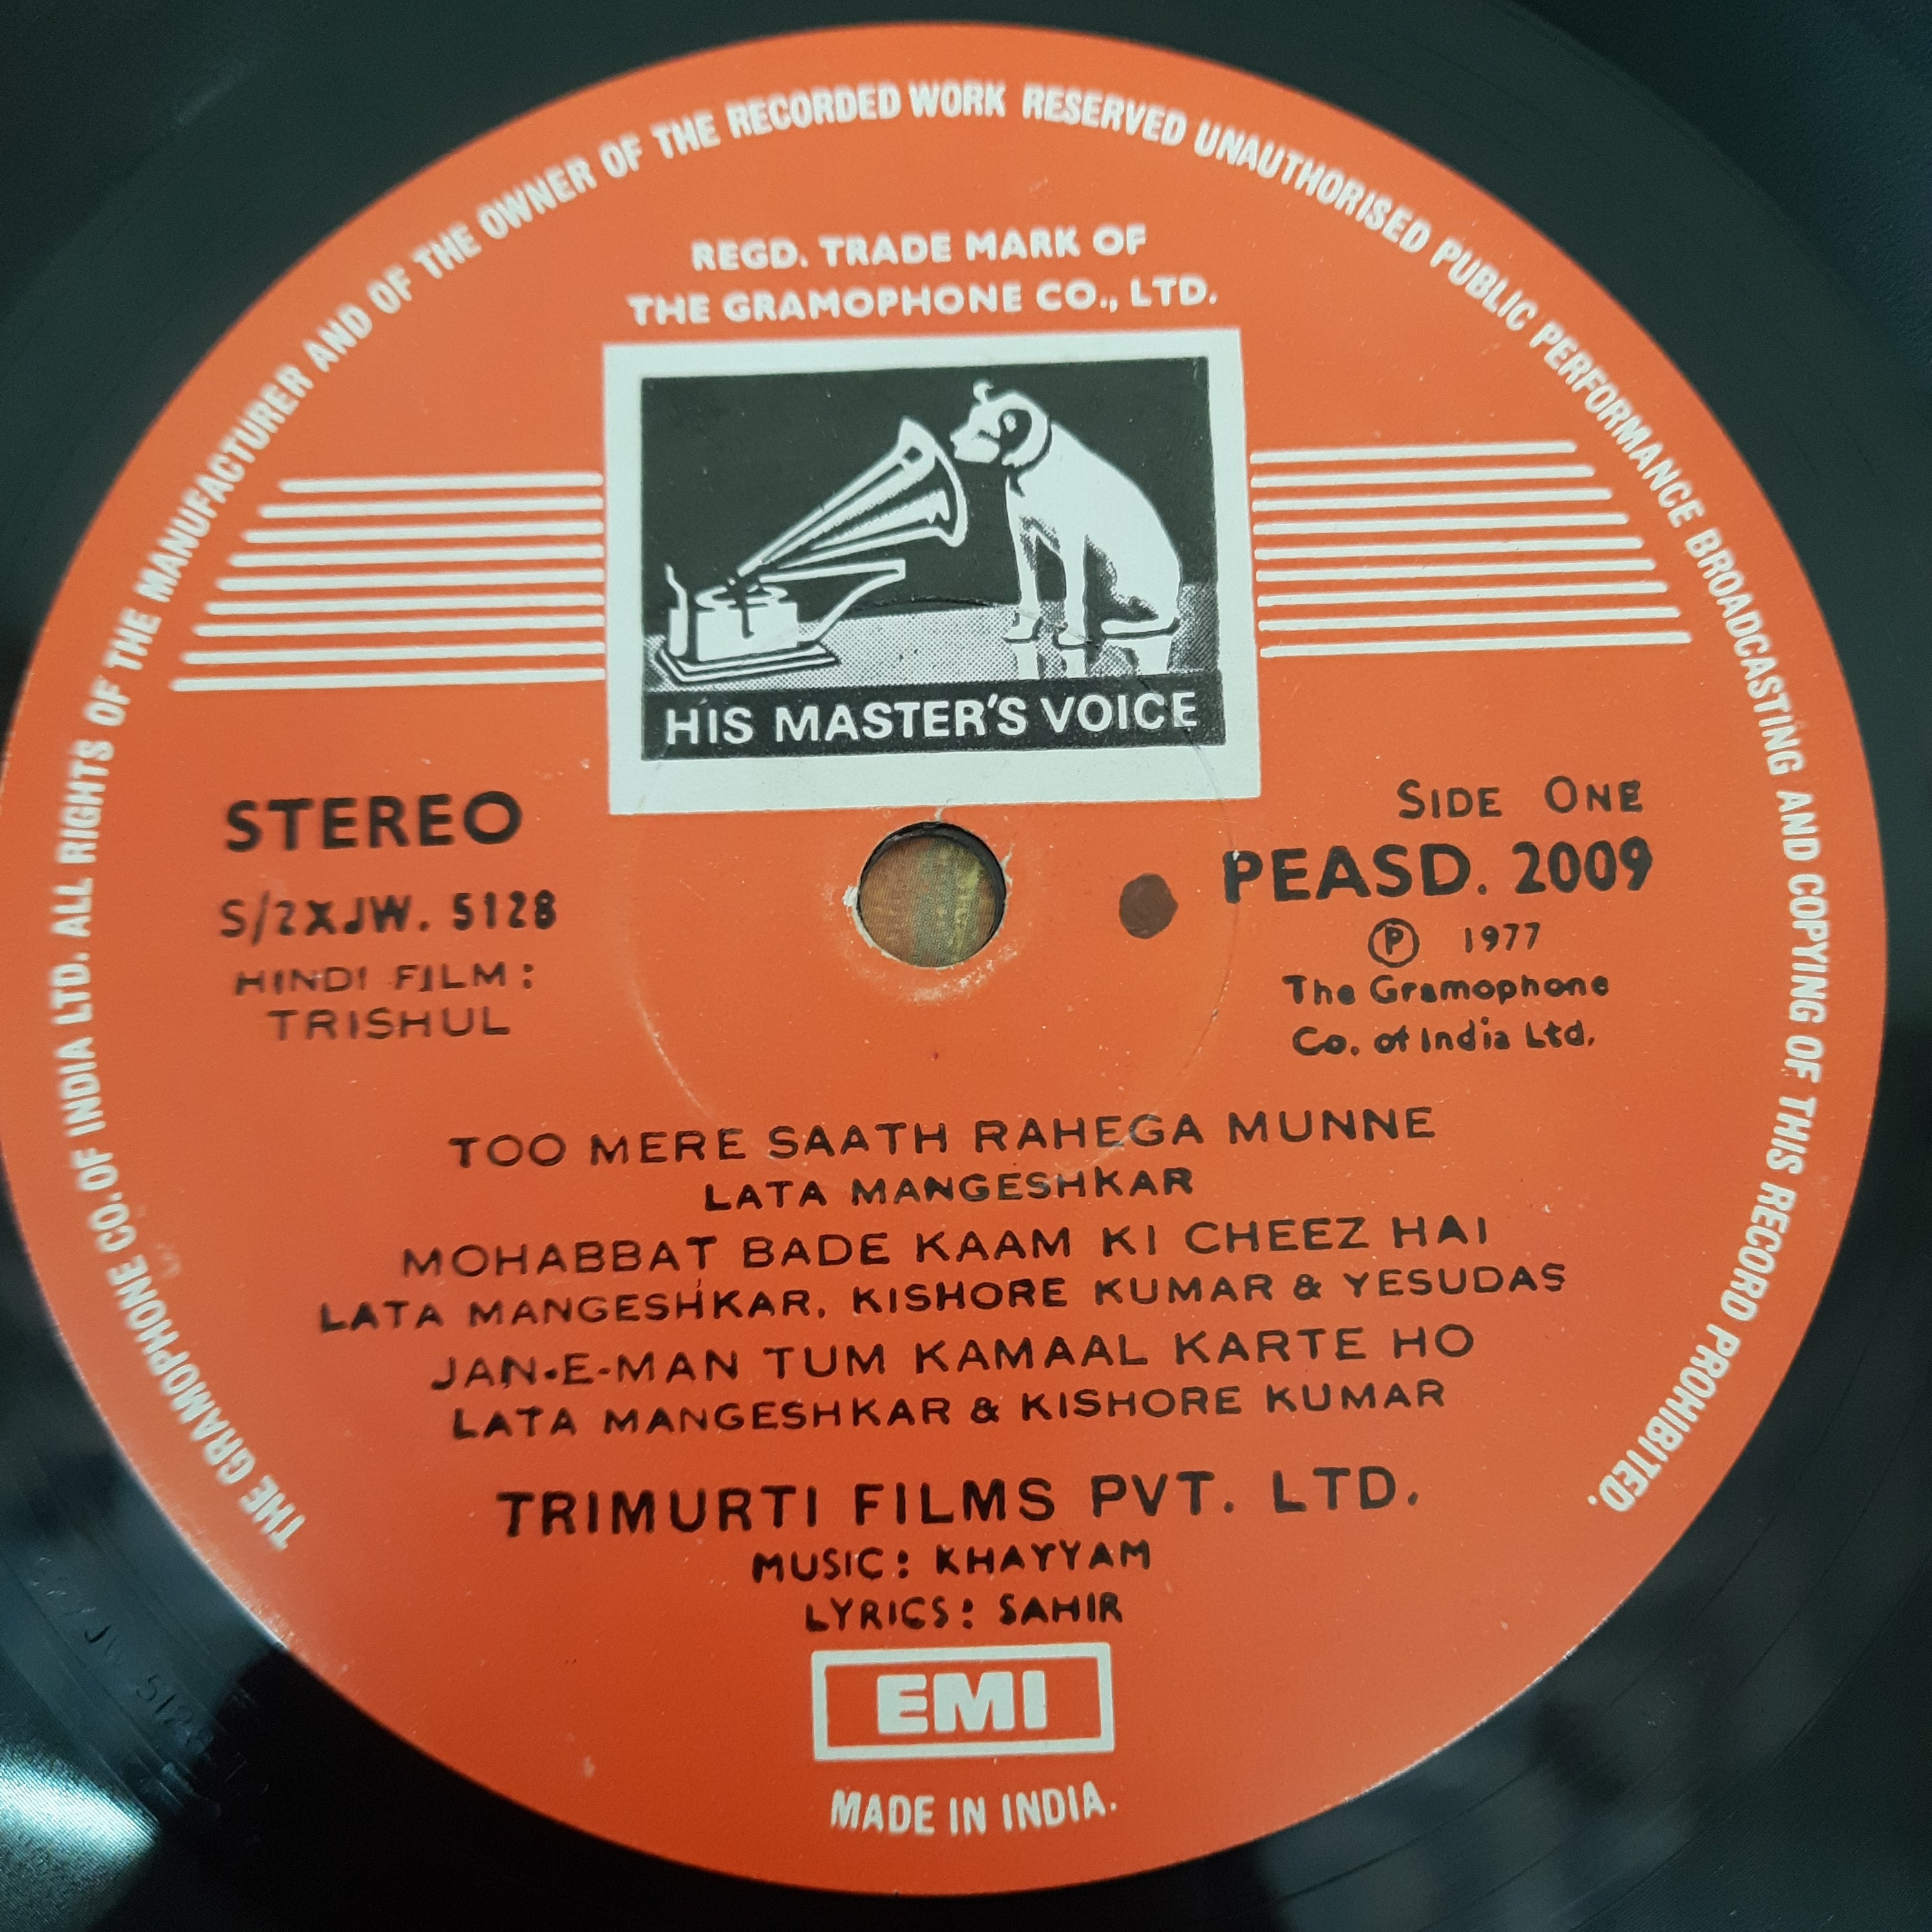 THE GRAMOPHONE CO. OF INDIA LTD. ALL RIGHTS OF THE MANUFACTURER AND OF THE OWNER OF THE RECORDED WORK RESERVED UNAUTHORISED PUBLIC PERFORMANCE BROADCASTING AND COPYING OF THIS RECORD PROHIBITED.
REGD. TRADE MARK OF
THE GRAMOPHONE CO., LTD.
HIS MASTER'S VOICE
STEREO
S/2XJW. 5128
HINDI FILM:
TRISHUL
SIDE ONE
PEASD. 2009
Ⓟ 1977
The Gramophone
Co. of India Ltd.
TOO MERE SAATH RAHEGA MUNNE
LATA MANGESHKAR
MOHABBAT BADE KAAM KI CHEEZ HAI
LATA MANGESHKAR, KISHORE KUMAR & YESUDAS
JAN-E-MAN TUM KAMAAL KARTE HO
LATA MANGESHKAR & KISHORE KUMAR
TRIMURTI FILMS PVT. LTD.
MUSIC: KHAYYAM
LYRICS: SAHIR
EMI
MADE IN INDIA.